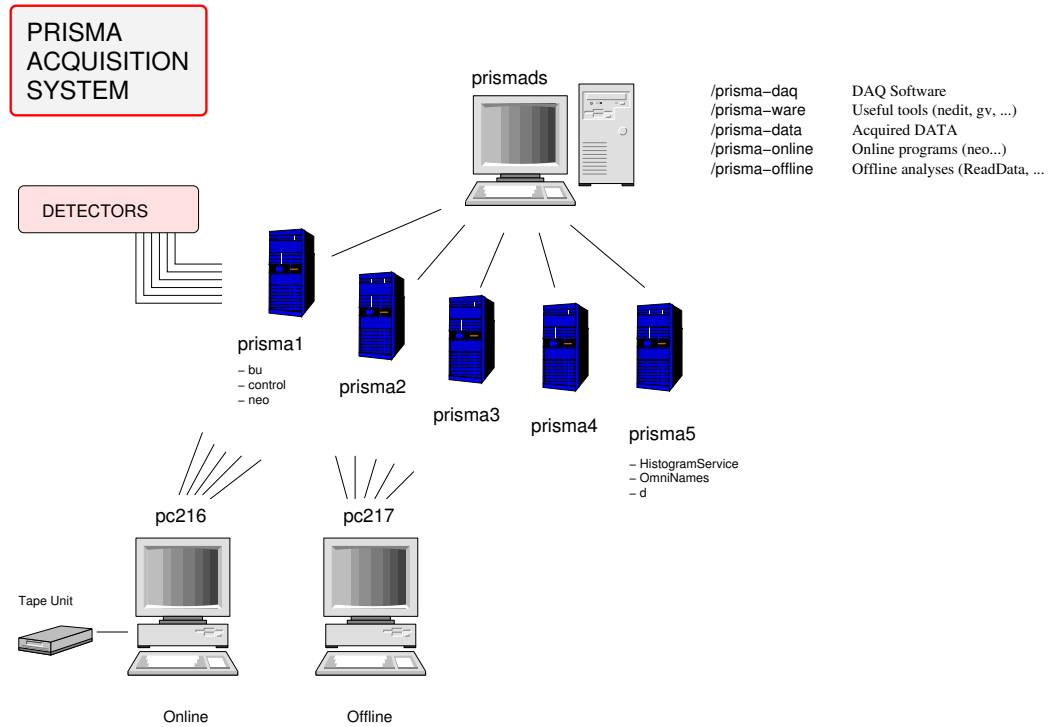 PRISMA
ACQUISITION
SYSTEM
prismads
/prisma−daq DAQ Software
/prisma−ware Useful tools (nedit, gv, ...)
/prisma−data Acquired DATA
/prisma−online Online programs (neo...)
/prisma−offline Offline analyses (ReadData, ...
DETECTORS
prisma1
− bu
− control
− neo
prisma2
prisma3
prisma4
prisma5
− HistogramService
− OmniNames
− d
pc216
pc217
Tape Unit
Online
Offline